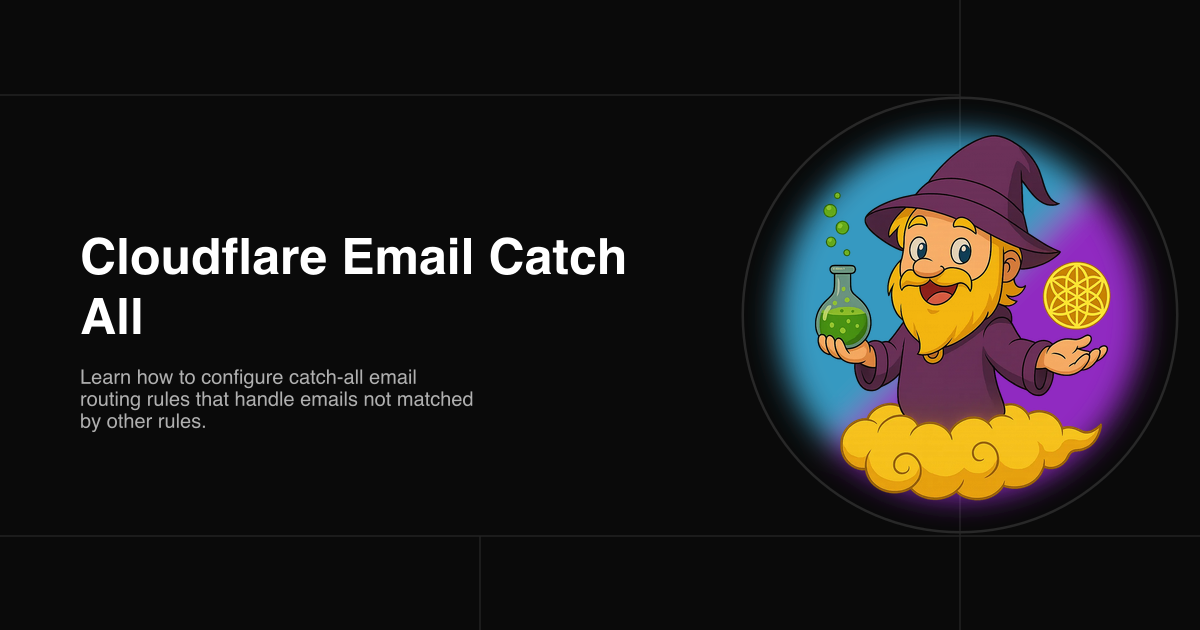 Cloudflare Email Catch
All
Learn how to configure catch-all email
routing rules that handle emails not matched
by other rules.